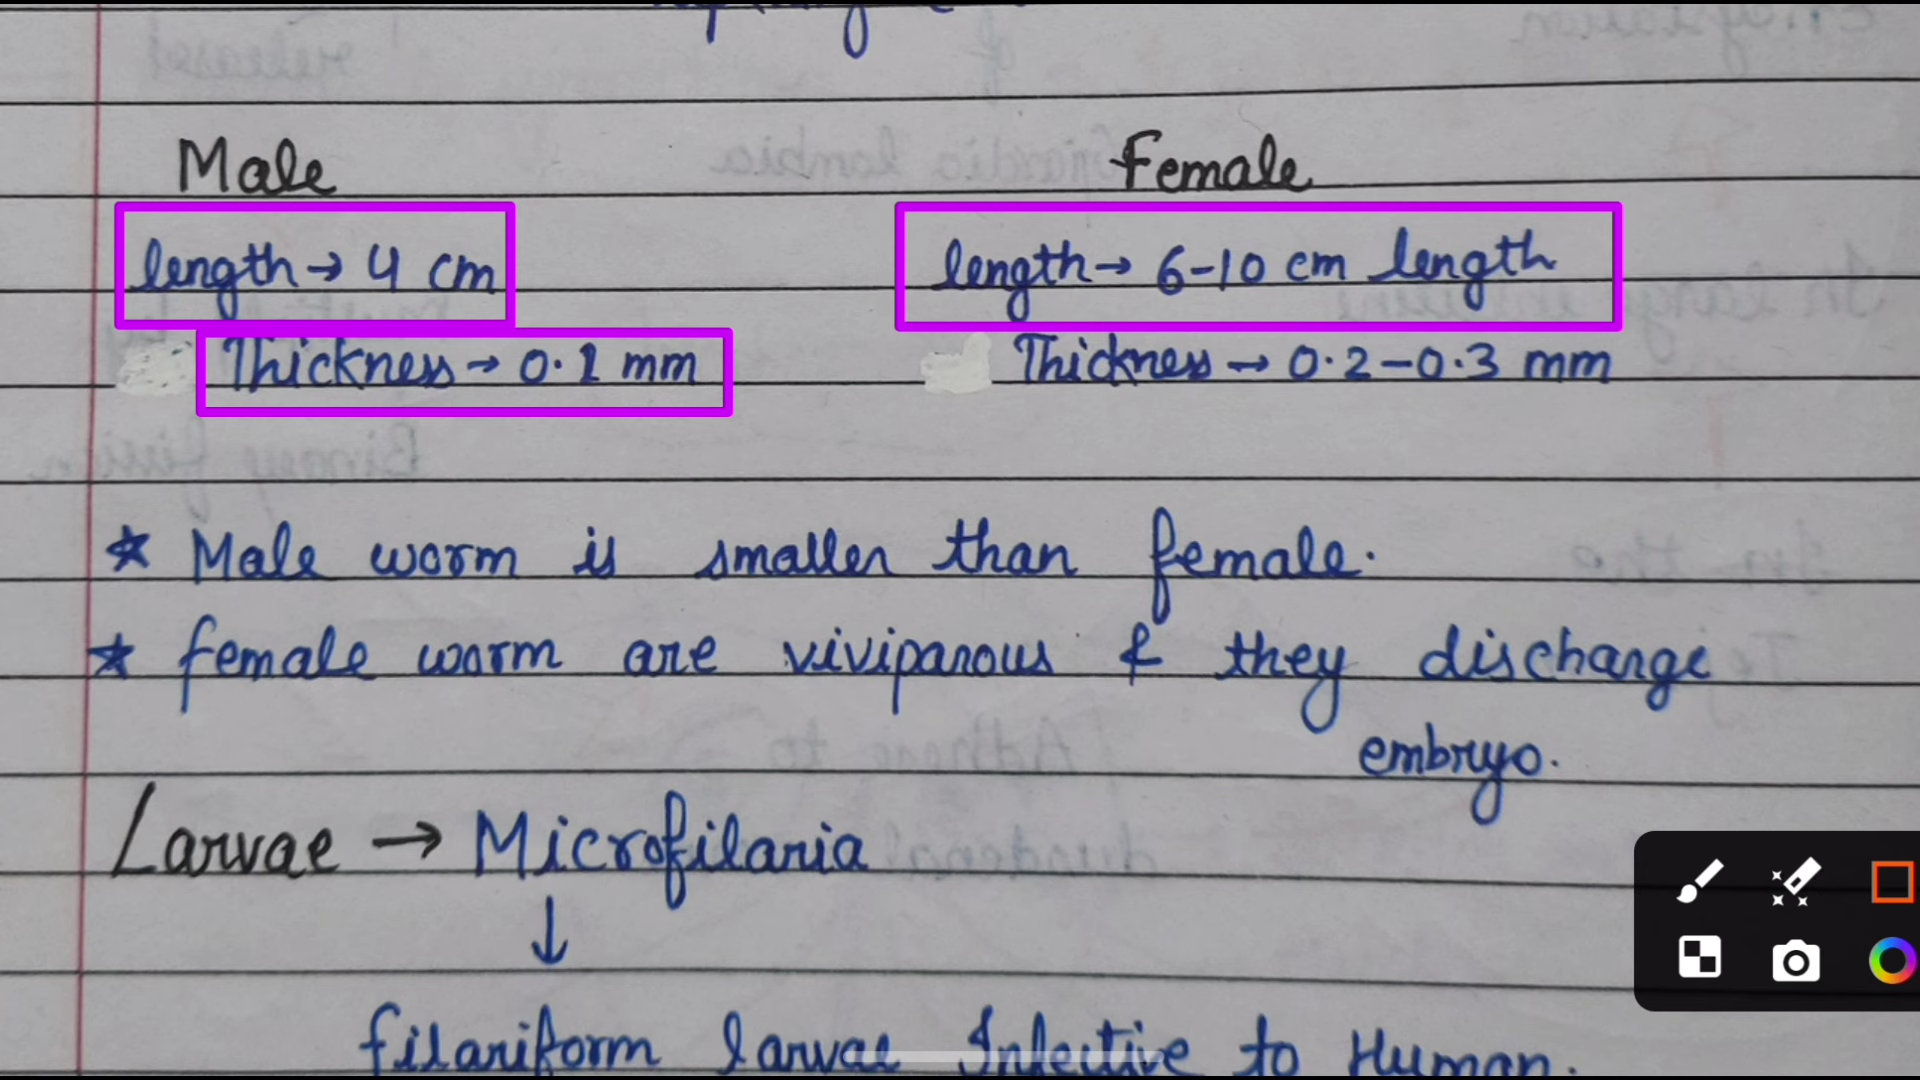 Male Female
length → 4 cm length → 6-10 cm length
Thickness → 0.1 mm Thickness → 0.2-0.3 mm
★ Male worm is smaller than female.
★ female worm are viviparous & they discharge
embryo.
Larvae → Microfilaria
↓
filariform larvae Infective to Human.